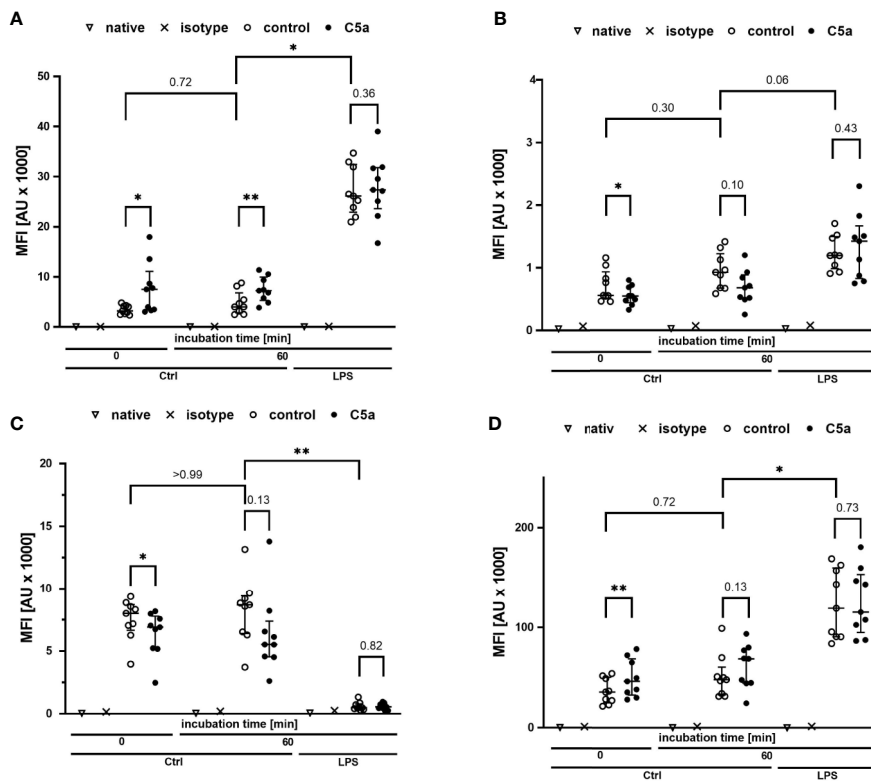 A
▽ native × isotype ○ control ● C5a
*
0.72
0.36
*
**
50
40
30
20
10
0
MFI [AU x 1000]
incubation time [min]
0 60
Ctrl LPS
B
▽ native × isotype ○ control ● C5a
0.06
0.30
0.43
*
0.10
4
3
2
1
0
MFI [AU x 1000]
incubation time [min]
0 60
Ctrl LPS
C
▽ native × isotype ○ control ● C5a
**
>0.99
0.13
*
0.82
20
15
10
5
0
MFI [AU x 1000]
incubation time [min]
0 60
Ctrl LPS
D
▽ nativ × isotype ○ control ● C5a
*
0.72
0.73
**
0.13
200
100
0
MFI [AU x 1000]
incubation time [min]
0 60
Ctrl LPS